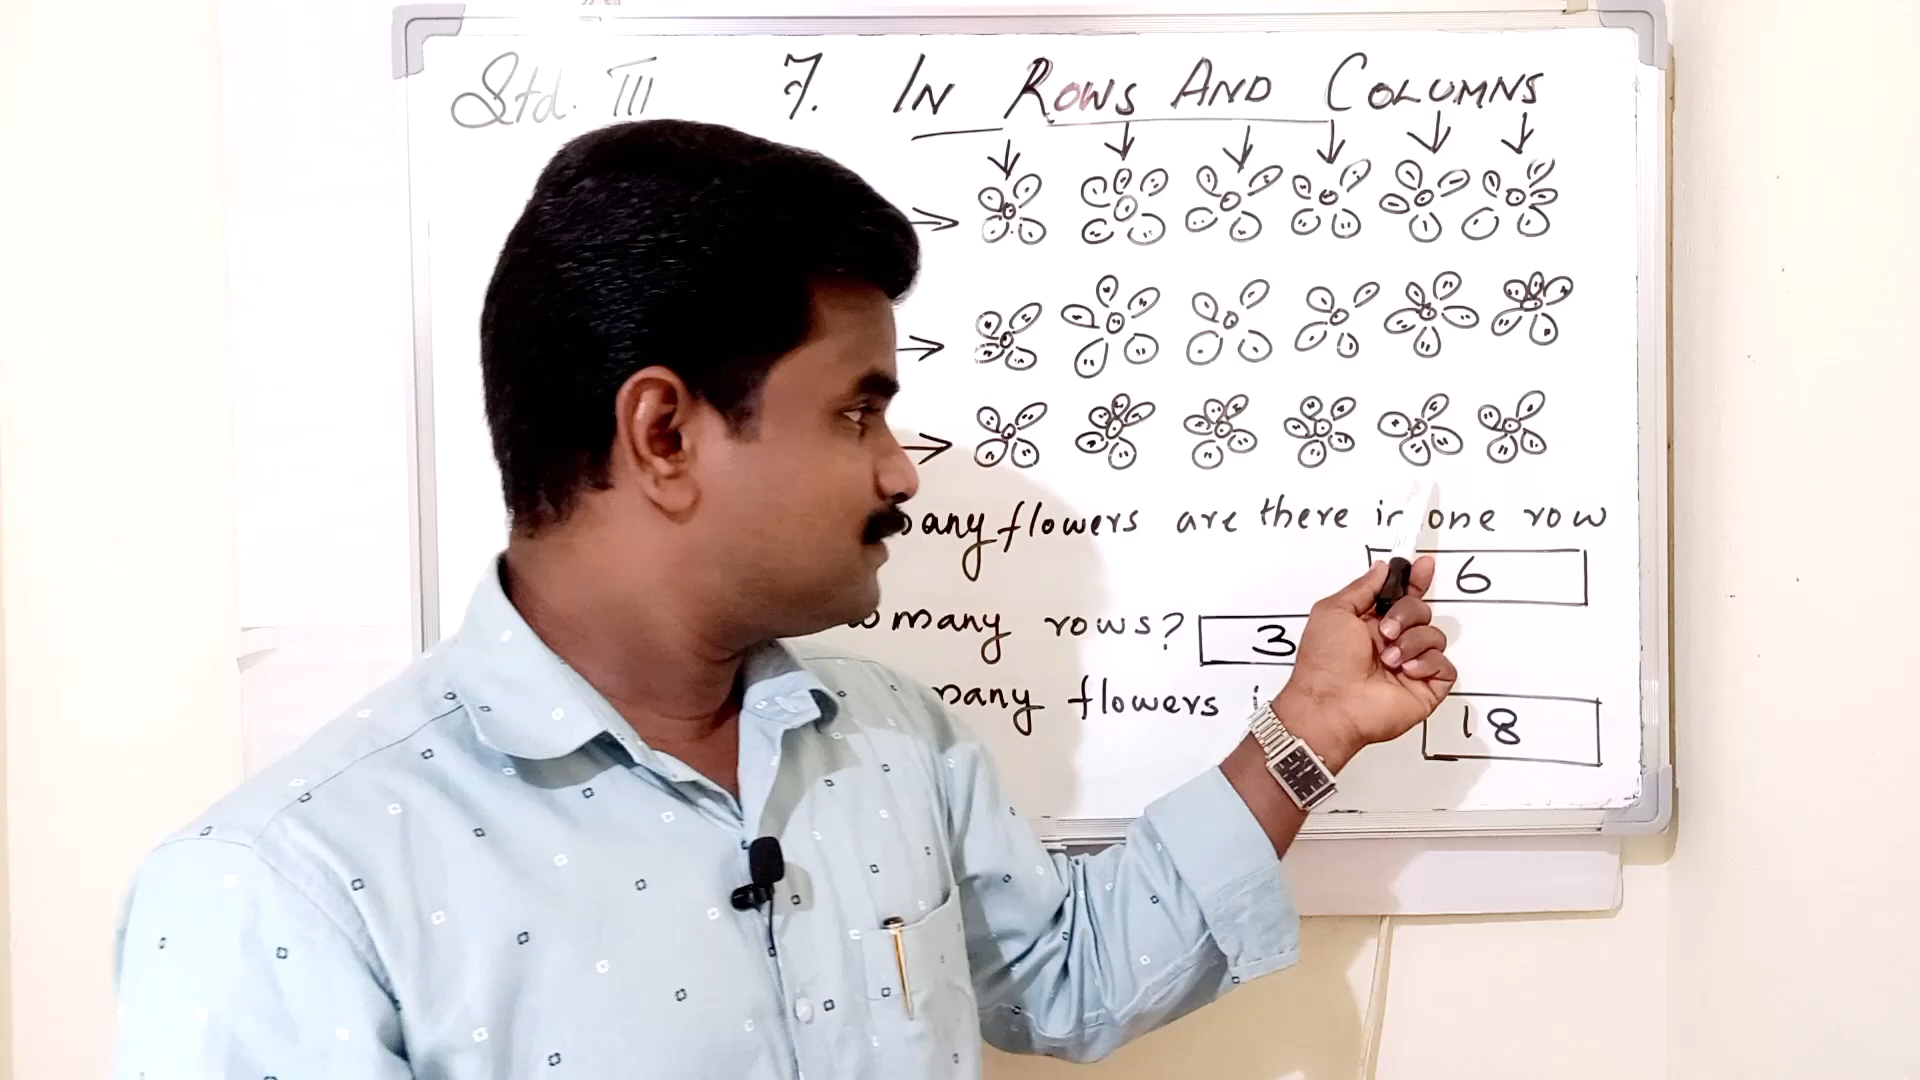 Std. III 7. IN ROWS AND COLUMNS
any flowers are there in one row
6
many rows? 3
many flowers
18